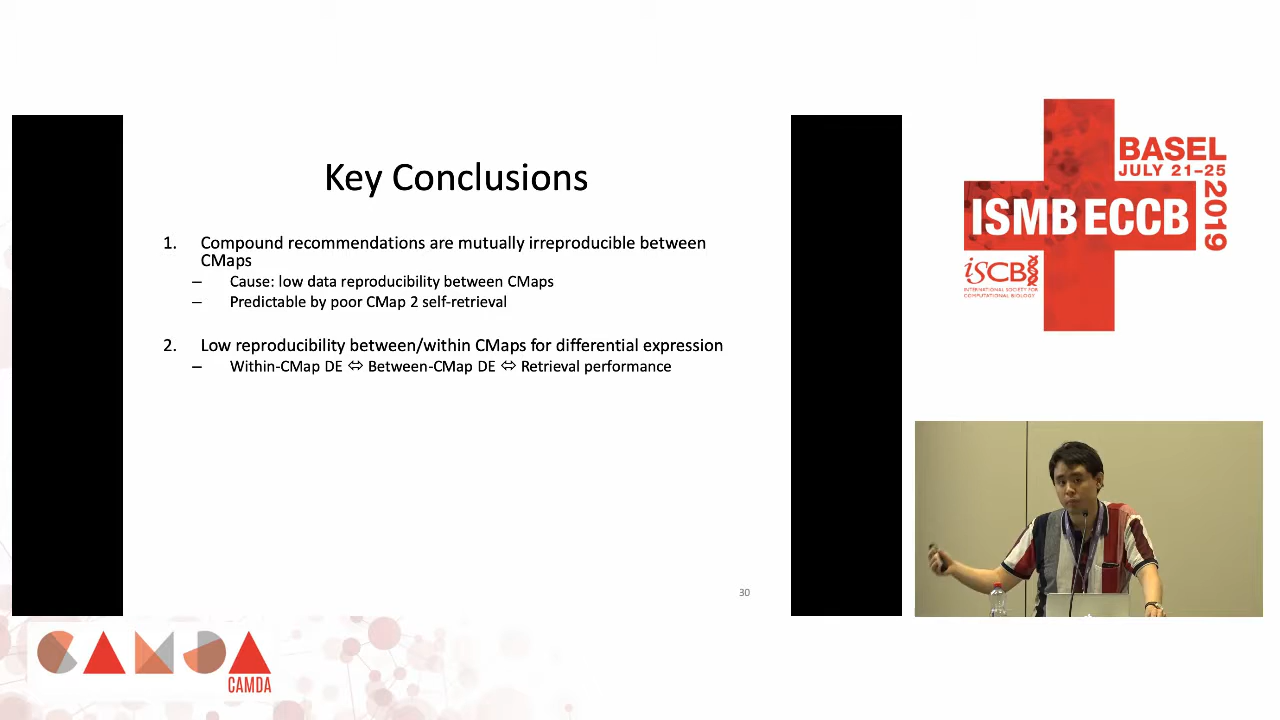 Key Conclusions
1. Compound recommendations are mutually irreproducible between
CMaps
– Cause: low data reproducibility between CMaps
– Predictable by poor CMap 2 self-retrieval
2. Low reproducibility between/within CMaps for differential expression
– Within-CMap DE ⇔ Between-CMap DE ⇔ Retrieval performance
30
BASEL
JULY 21–25
2019
ISMB ECCB
iSCB
INTERNATIONAL SOCIETY FOR
COMPUTATIONAL BIOLOGY
CAMDA
CAMDA